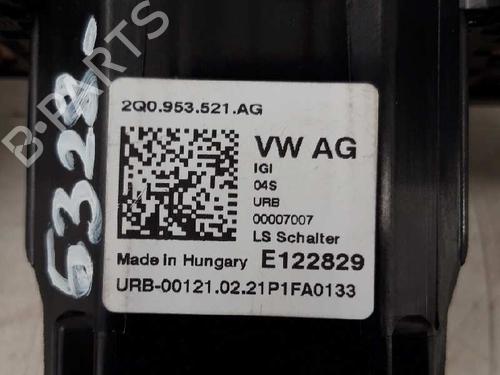 2Q0.953.521.AG
VW AG
IGI
04S
URB
00007007
LS Schalter
Made in Hungary E122829
URB-00121.02.21P1FA0133
B-PARTS